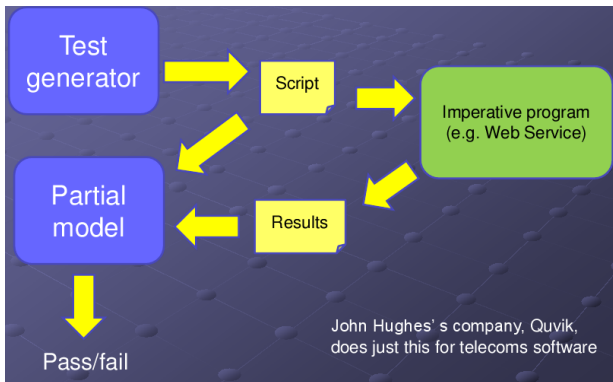 Test
generator
Script
Imperative program
(e.g. Web Service)
Partial
model
Results
Pass/fail
John Hughes’ s company, Quvik,
does just this for telecoms software